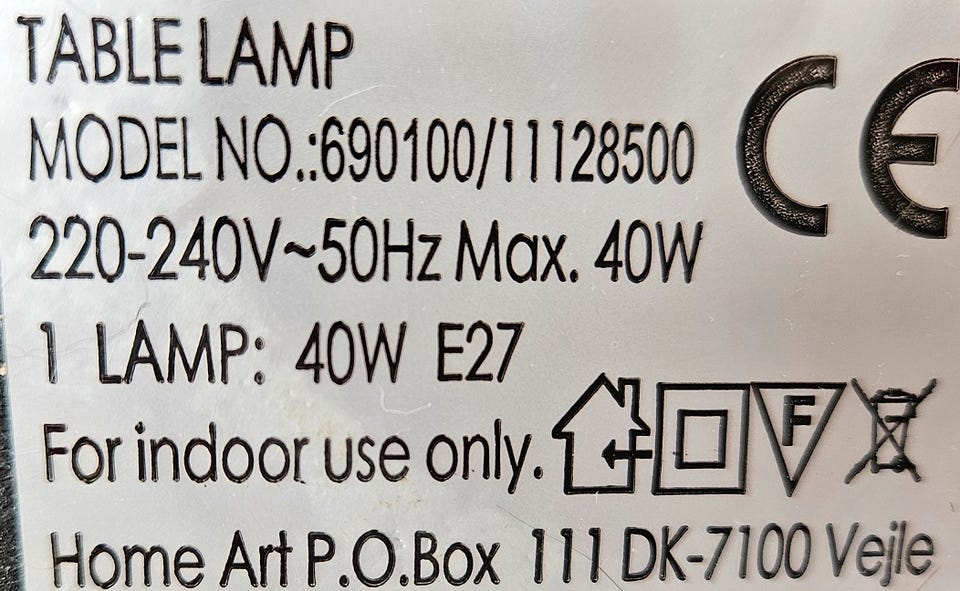 TABLE LAMP
MODEL NO.:690100/11128500
CE
220-240V~50Hz Max. 40W
1 LAMP: 40W E27
For indoor use only.
F
Home Art P.O.Box 111 DK-7100 Vejle